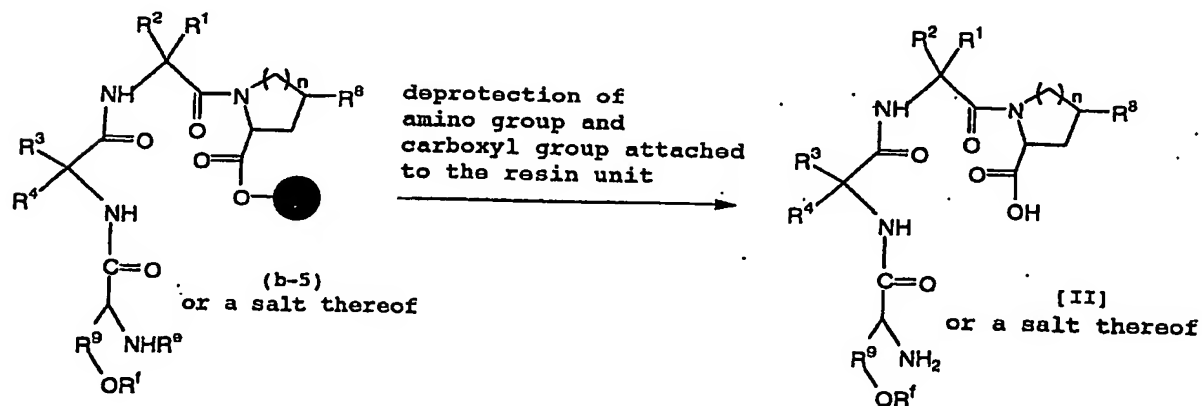 R² R¹
NH N n R⁸
O O O
R³
R⁴ O
NH
C=O
(b-5)
or a salt thereof
R⁹ NHRᵉ
ORᶠ
deprotection of
amino group and
carboxyl group attached
to the resin unit
R² R¹
NH N n R⁸
O O O
R³
R⁴ OH
NH
C=O
[II]
or a salt thereof
R⁹ NH₂
ORᶠ